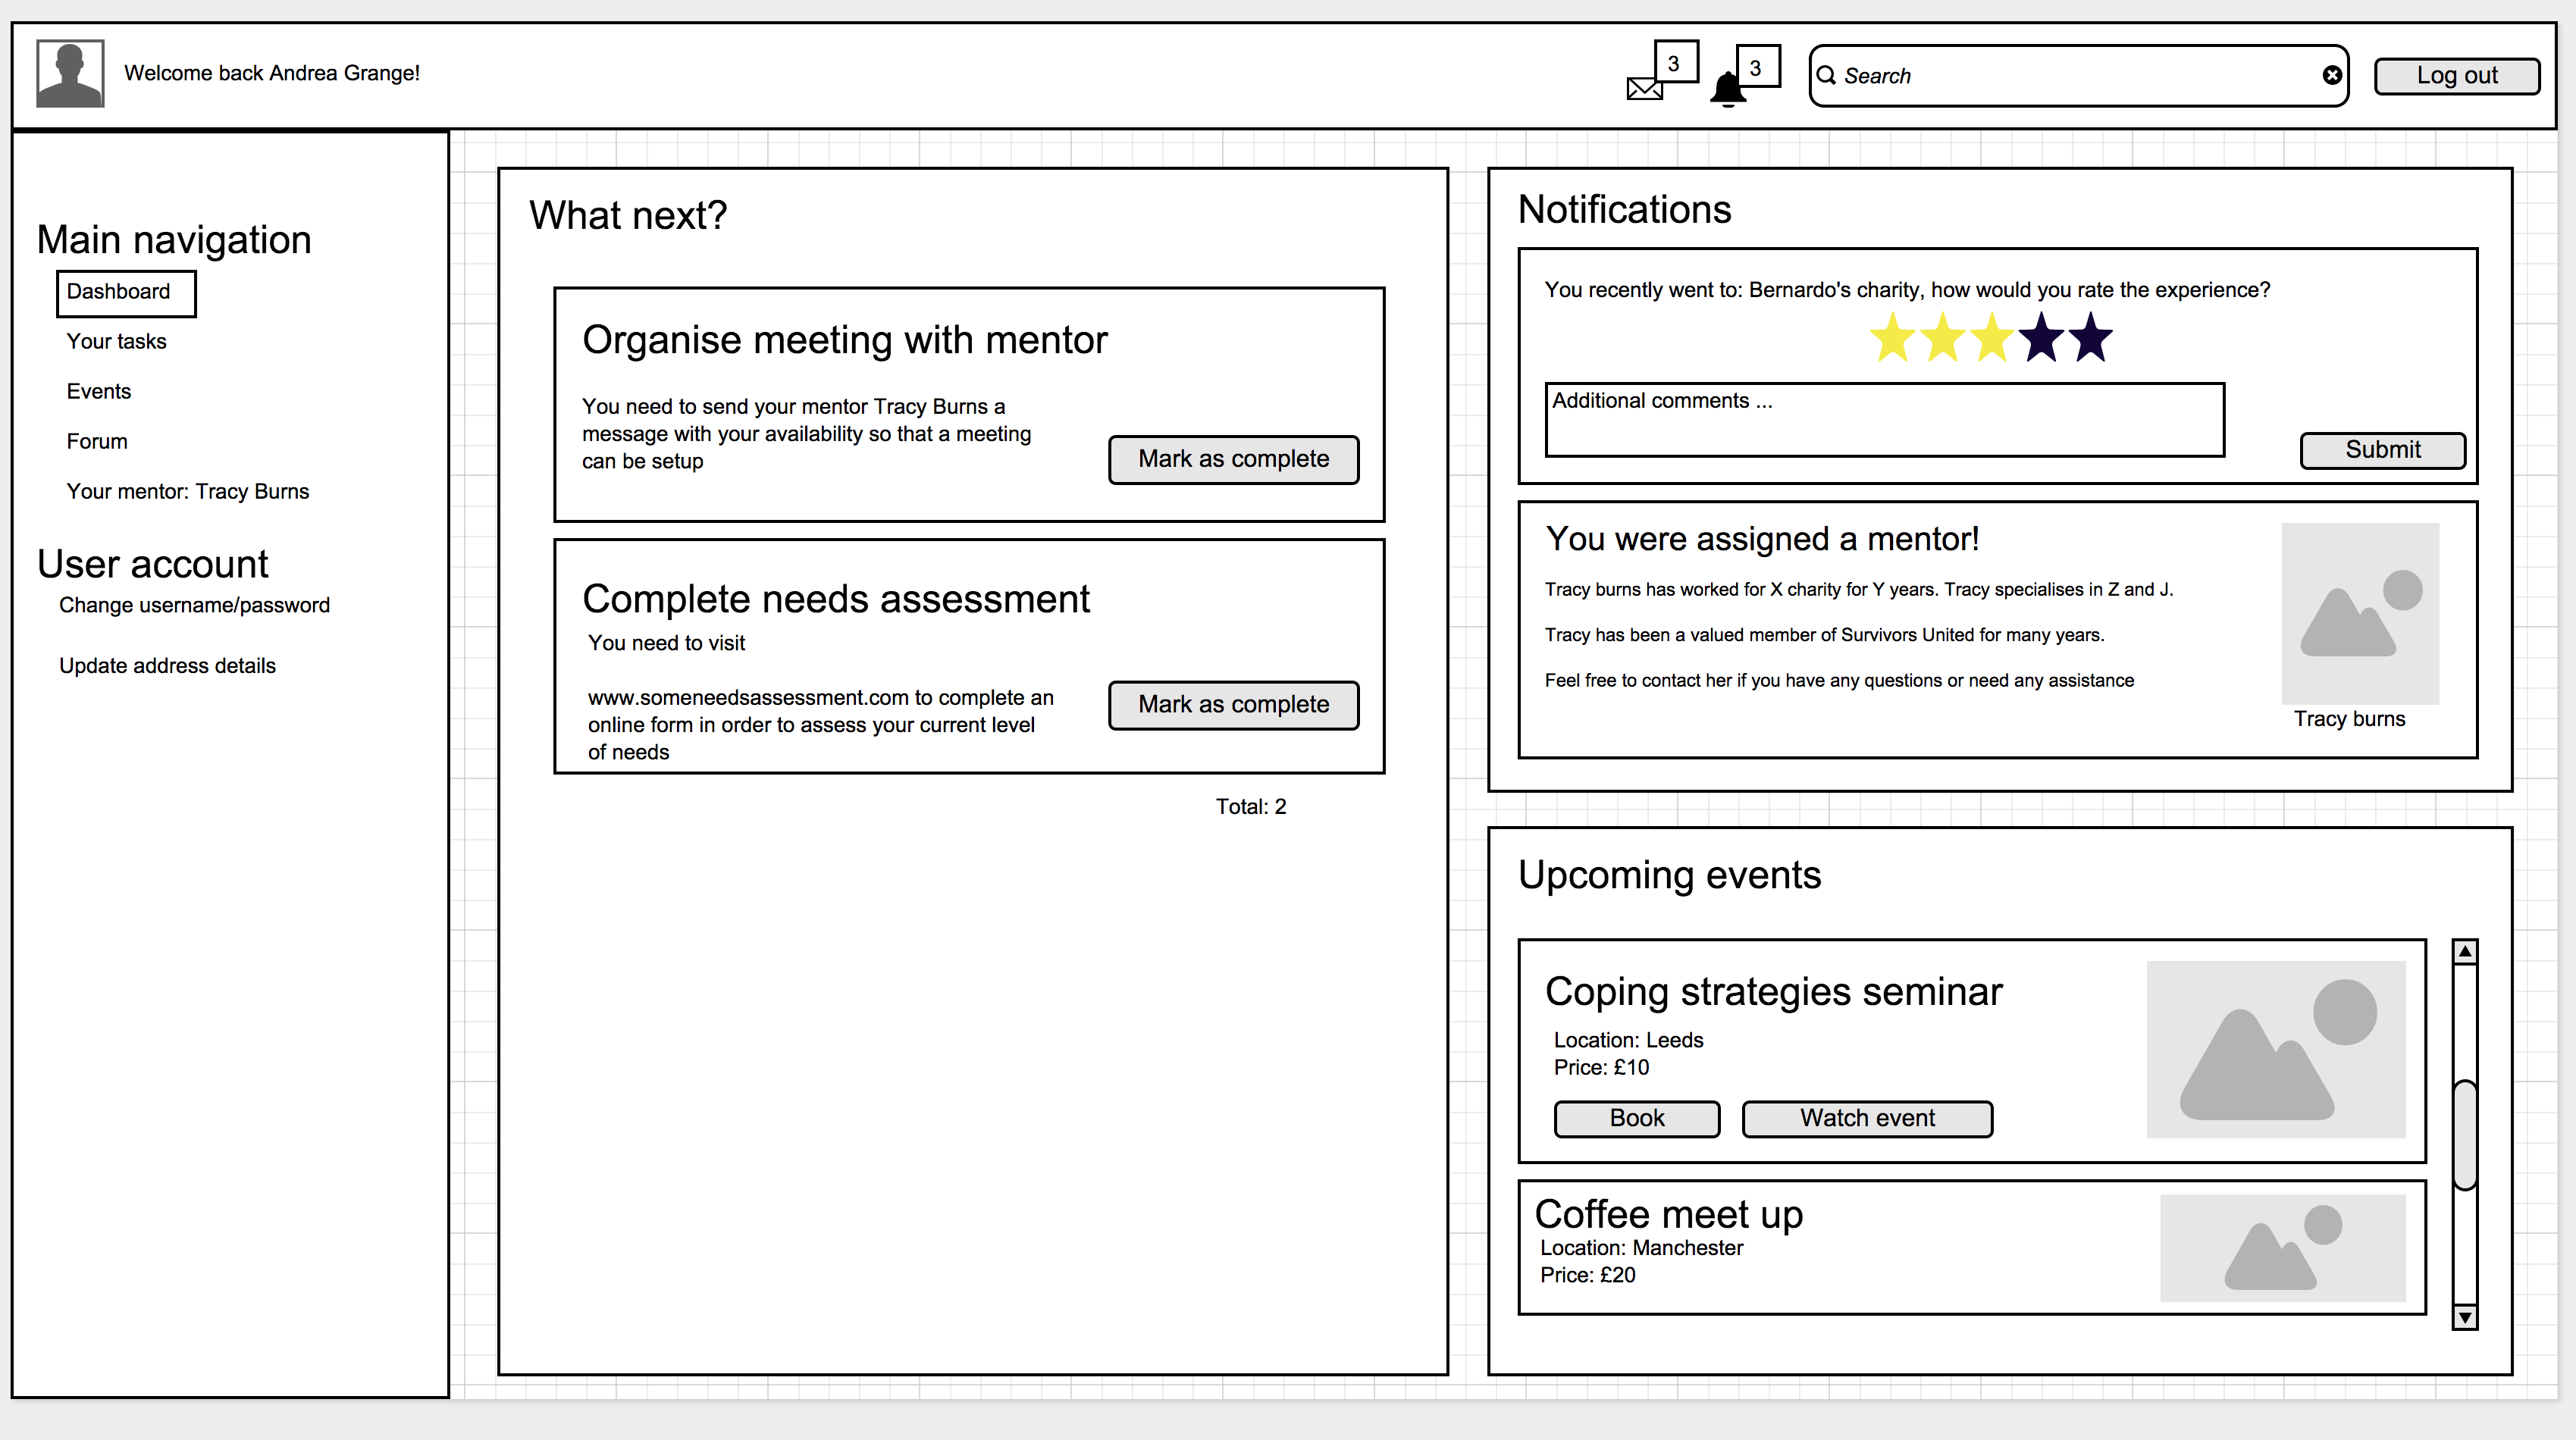 Welcome back Andrea Grange!
3
3
Search
Log out
Main navigation
Dashboard
Your tasks
Events
Forum
Your mentor: Tracy Burns
User account
Change username/password
Update address details
What next?
Organise meeting with mentor
You need to send your mentor Tracy Burns a
message with your availability so that a meeting
can be setup
Mark as complete
Complete needs assessment
You need to visit
www.someneedsassessment.com to complete an
online form in order to assess your current level
of needs
Mark as complete
Total: 2
Notifications
You recently went to: Bernardo's charity, how would you rate the experience?
Additional comments ...
Submit
You were assigned a mentor!
Tracy burns has worked for X charity for Y years. Tracy specialises in Z and J.
Tracy has been a valued member of Survivors United for many years.
Feel free to contact her if you have any questions or need any assistance
Tracy burns
Upcoming events
Coping strategies seminar
Location: Leeds
Price: £10
Book
Watch event
Coffee meet up
Location: Manchester
Price: £20